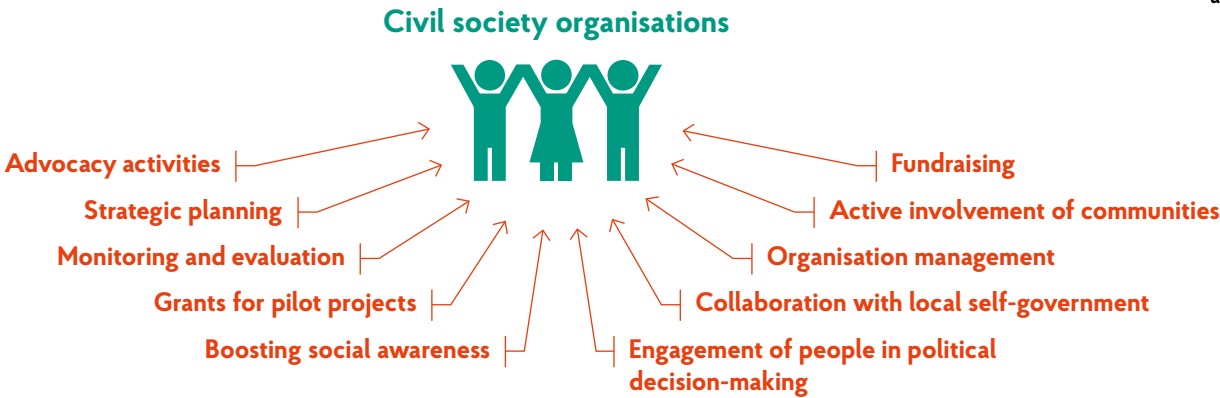 Civil society organisations
Advocacy activities
Strategic planning
Monitoring and evaluation
Grants for pilot projects
Boosting social awareness
Fundraising
Active involvement of communities
Organisation management
Collaboration with local self-government
Engagement of people in political
decision-making